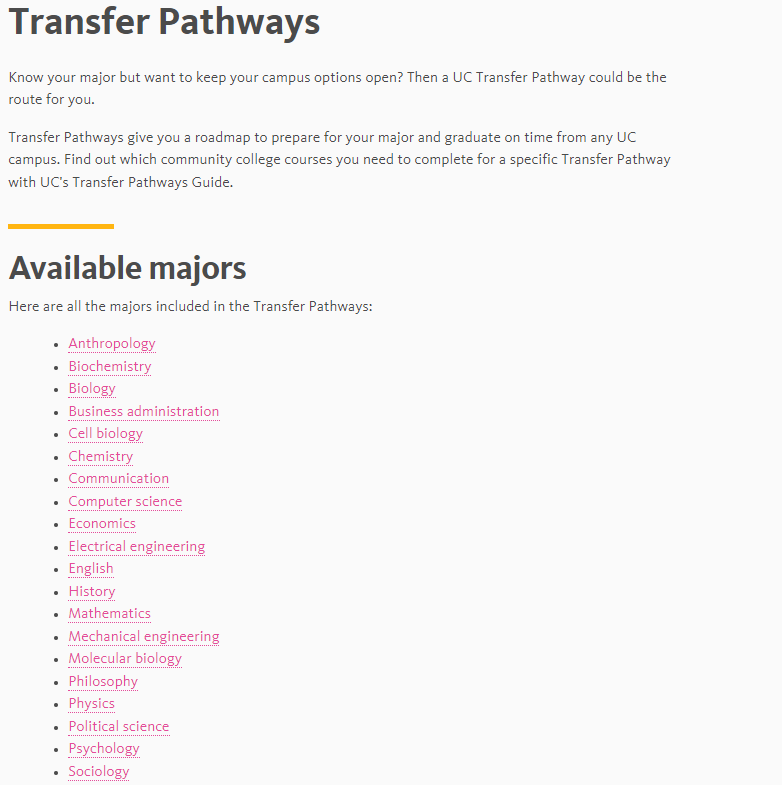 Transfer Pathways
Know your major but want to keep your campus options open? Then a UC Transfer Pathway could be the
route for you.
Transfer Pathways give you a roadmap to prepare for your major and graduate on time from any UC
campus. Find out which community college courses you need to complete for a specific Transfer Pathway
with UC's Transfer Pathways Guide.
Available majors
Here are all the majors included in the Transfer Pathways:
Anthropology
Biochemistry
Biology
Business administration
Cell biology
Chemistry
Communication
Computer science
Economics
Electrical engineering
English
History
Mathematics
Mechanical engineering
Molecular biology
Philosophy
Physics
Political science
Psychology
Sociology